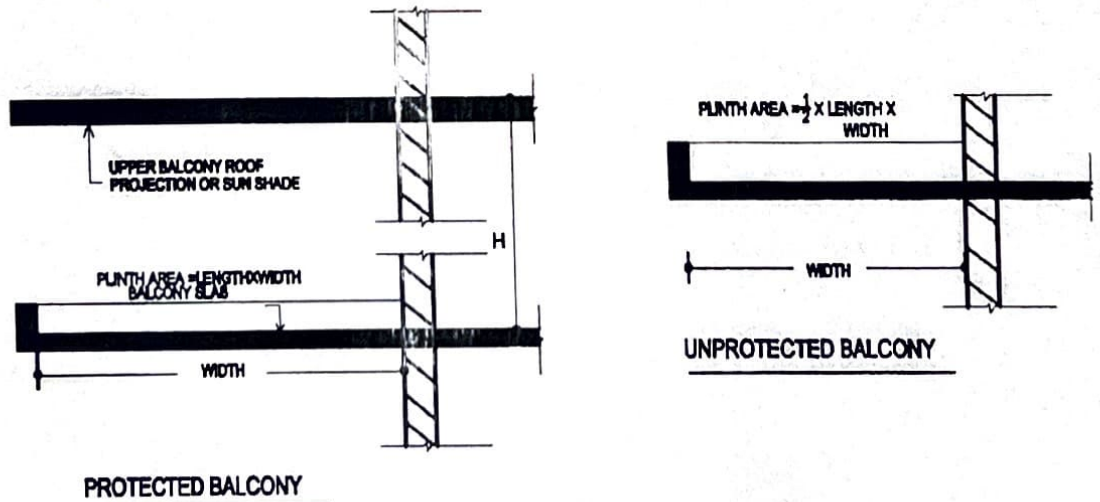 UPPER BALCONY ROOF
PROJECTION OR SUN SHADE
H
PLINTH AREA =LENGTHXWIDTH
BALCONY SLAB
WIDTH
PROTECTED BALCONY
PLINTH AREA =1/2 X LENGTH X
WIDTH
WIDTH
UNPROTECTED BALCONY